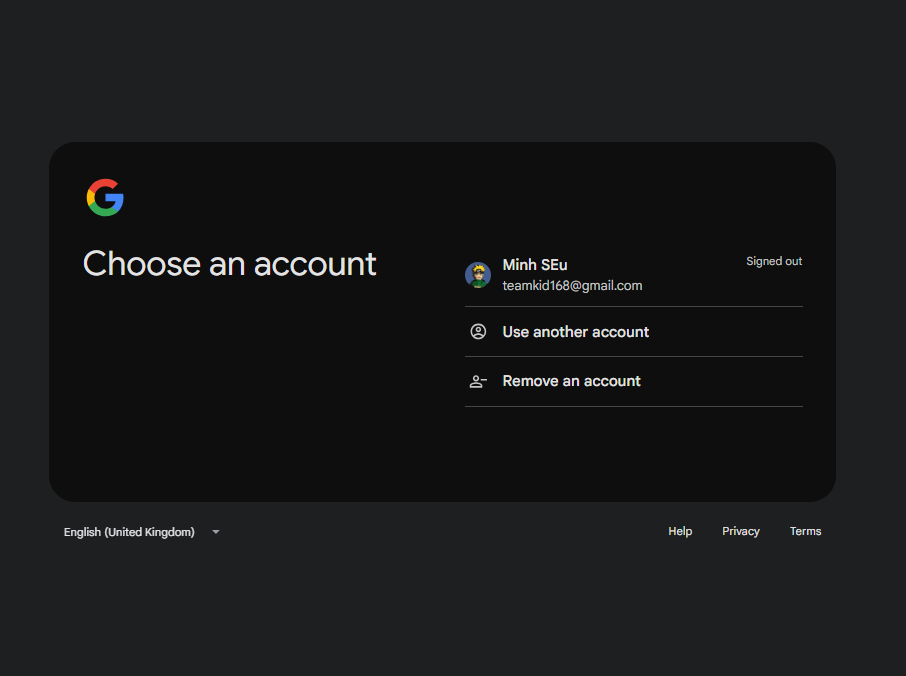 Choose an account
Minh SEu
Signed out
teamkid168@gmail.com
Use another account
Remove an account
English (United Kingdom)
Help
Privacy
Terms